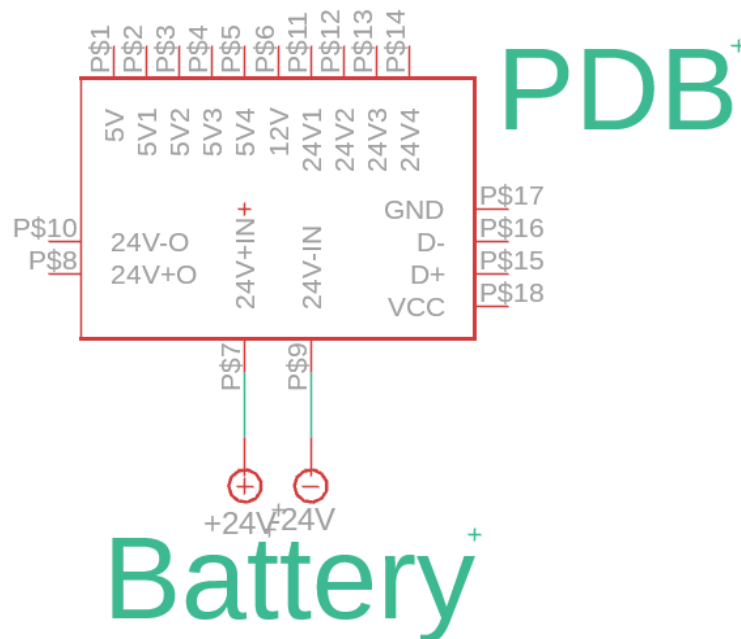 P$1 P$2 P$3 P$4 P$5 P$6 P$11 P$12 P$13 P$14
PDB
5V 5V1 5V2 5V3 5V4 12V 24V1 24V2 24V3 24V4
P$10 24V-O
P$8 24V+O
24V+IN 24V-IN
GND P$17
D- P$16
D+ P$15
VCC P$18
P$7 P$9
+24V -24V
Battery